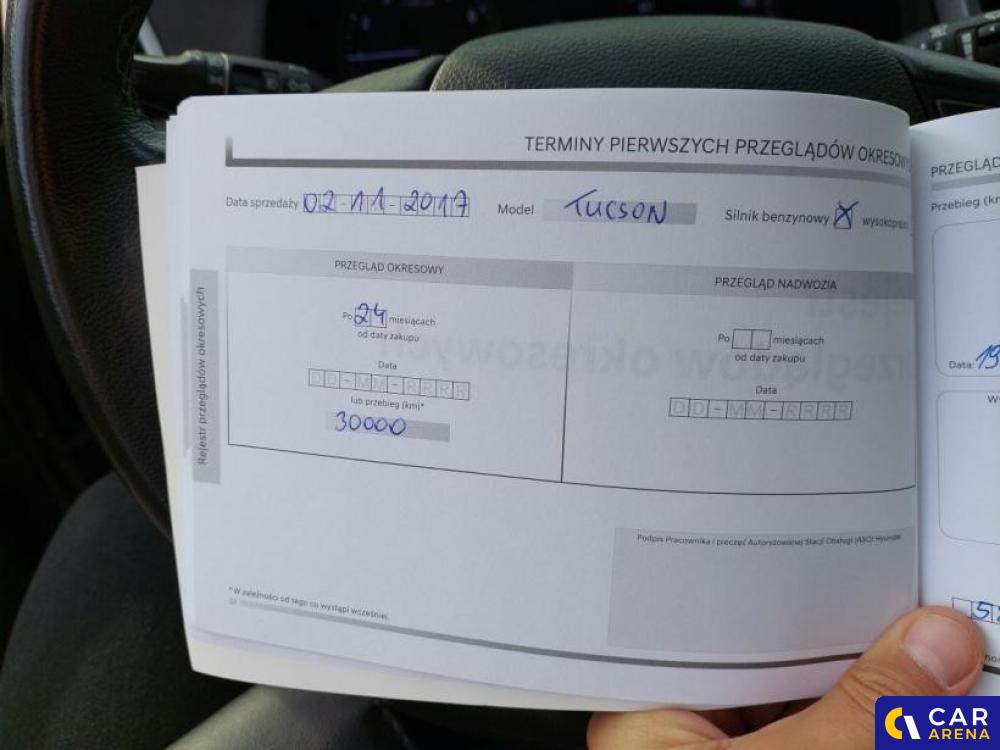 TERMINY PIERWSZYCH PRZEGLĄDÓW
Data sprzedaży 02-11-2017 Model TUCSON Silnik benzynowy X
PRZEGLĄD OKRESOWY
Po 24 miesiącach
od daty zakupu
Data
DD-MM-RRRR
lub przebieg (km)*
30000
PRZEGLĄD NADWOZIA
Po miesiącach
od daty zakupu
Data
DD-MM-RRRR
Rejestr przeglądów okresowych
Podpis Pracownika i pieczęć Autoryzowanej Stacji Obsługi (ASO) Hyundai
*W zależności od tego co wystąpi wcześniej.
PRZEGLĄD
Przebieg
Data: 19
CAR
ARENA